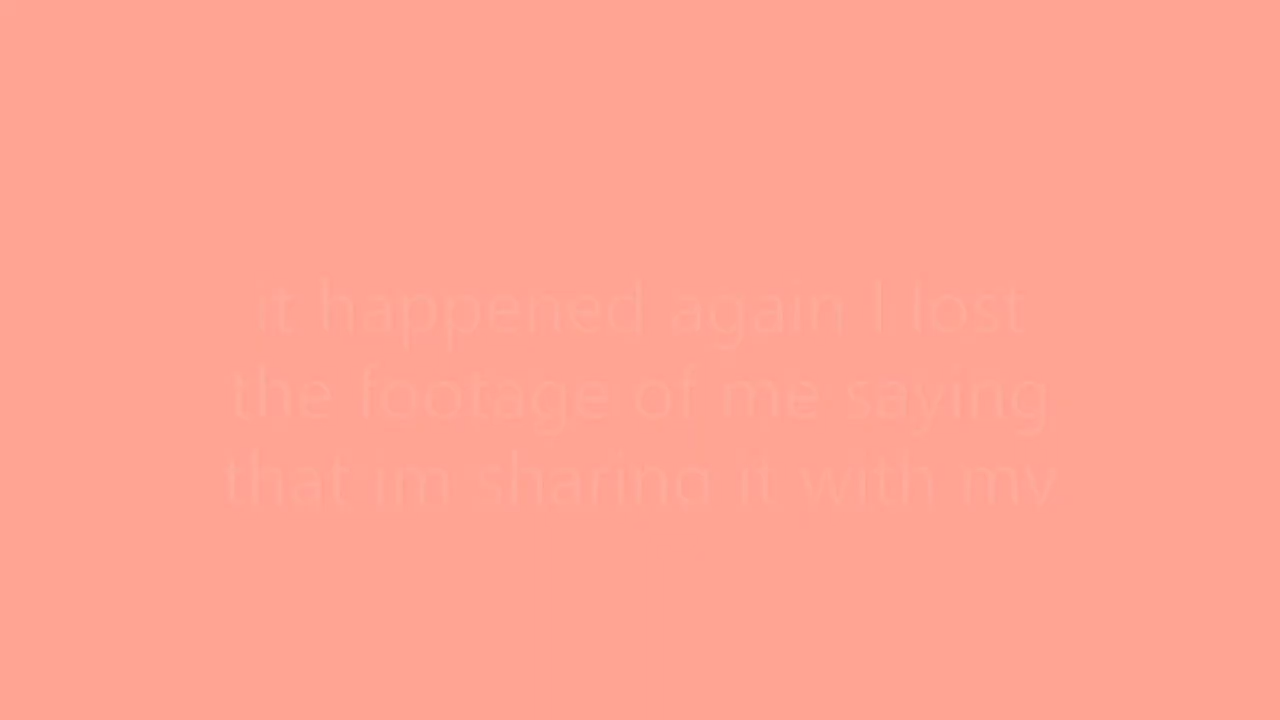 it happened again I lost
the footage of me saying
that im sharing it with my